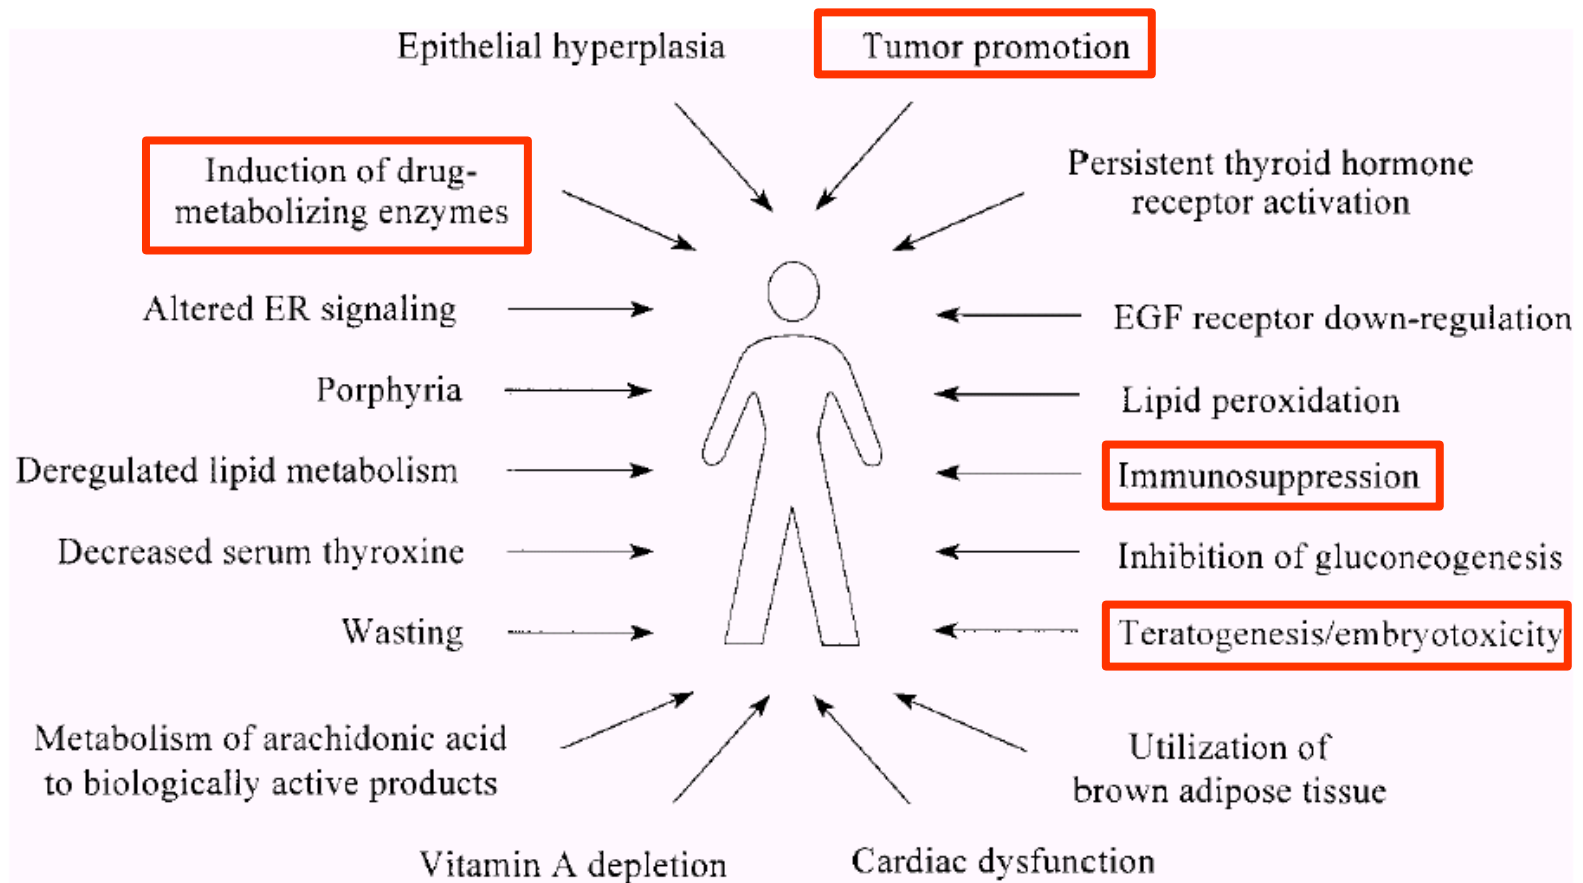 Epithelial hyperplasia
Tumor promotion
Induction of drug-
metabolizing enzymes
Persistent thyroid hormone
receptor activation
Altered ER signaling
EGF receptor down-regulation
Porphyria
Lipid peroxidation
Deregulated lipid metabolism
Immunosuppression
Decreased serum thyroxine
Inhibition of gluconeogenesis
Wasting
Teratogenesis/embryotoxicity
Metabolism of arachidonic acid
to biologically active products
Utilization of
brown adipose tissue
Vitamin A depletion
Cardiac dysfunction